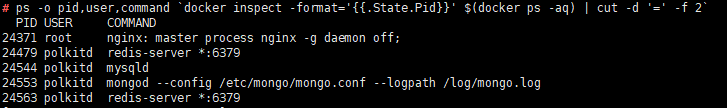 # ps -o pid,user,command `docker inspect -format='{{.State.Pid}}' $(docker ps -aq) | cut -d '=' -f 2`
PID USER COMMAND
24371 root nginx: master process nginx -g daemon off;
24479 polkitd redis-server *:6379
24544 polkitd mysqld
24553 polkitd mongod --config /etc/mongo/mongo.conf --logpath /log/mongo.log
24563 polkitd redis-server *:6379